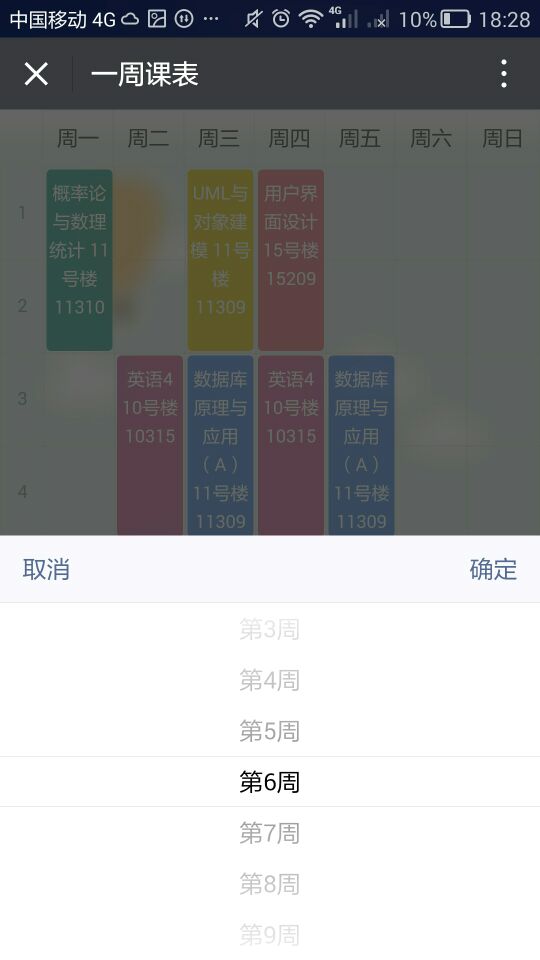 中国移动 4G ··· 4G 10% 18:28
一周课表
周一 周二 周三 周四 周五 周六 周日
1
2
3
4
概率论
与数理
统计 11
号楼
11310
UML与
对象建
模 11号
楼
11309
用户界
面设计
15号楼
15209
英语4
10号楼
10315
数据库
原理与
应用
（A）
11号楼
11309
英语4
10号楼
10315
数据库
原理与
应用
（A）
11号楼
11309
取消 确定
第3周
第4周
第5周
第6周
第7周
第8周
第9周